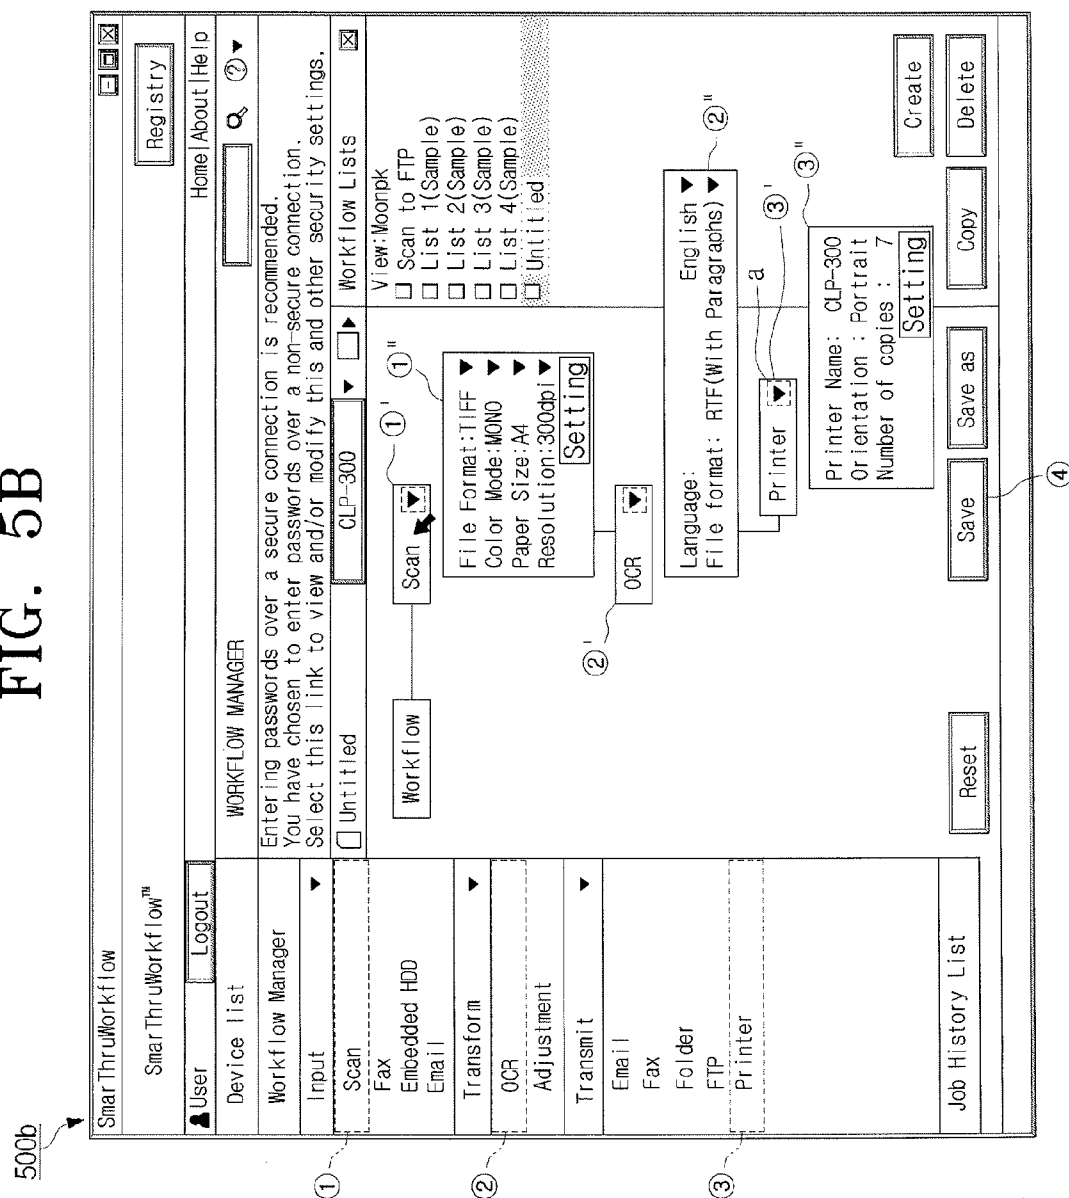 FIG. 5B
500b
SmarThruWorkflow
SmarThruWorkflow™
Registry
User
Logout
Home|About|Help
Device list
WORKFLOW MANAGER
Workflow Manager
Entering passwords over a secure connection is recommended.
You have chosen to enter passwords over a non-secure connection.
Select this link to view and/or modify this and other security settings,
Input
Untitled
CLP-300
Workflow Lists
① Scan
Fax
Embedded HDD
Email
Transform
② OCR
Adjustment
Transmit
Email
Fax
Folder
FTP
③ Printer
Job History List
Workflow
Scan
①'
①"
File Format:TIFF
Color Mode:MONO
Paper Size:A4
Resolution:300dpi
Setting
OCR
②'
②"
Language: English
File format: RTF(With Paragraphs)
Printer
a
③'
③"
Printer Name: CLP-300
Orientation : Portrait
Number of copies : 7
Setting
View:Moonpk
Scan to FTP
List 1(Sample)
List 2(Sample)
List 3(Sample)
List 4(Sample)
Untitled
Create
Reset
Save
Save as
Copy
Delete
④